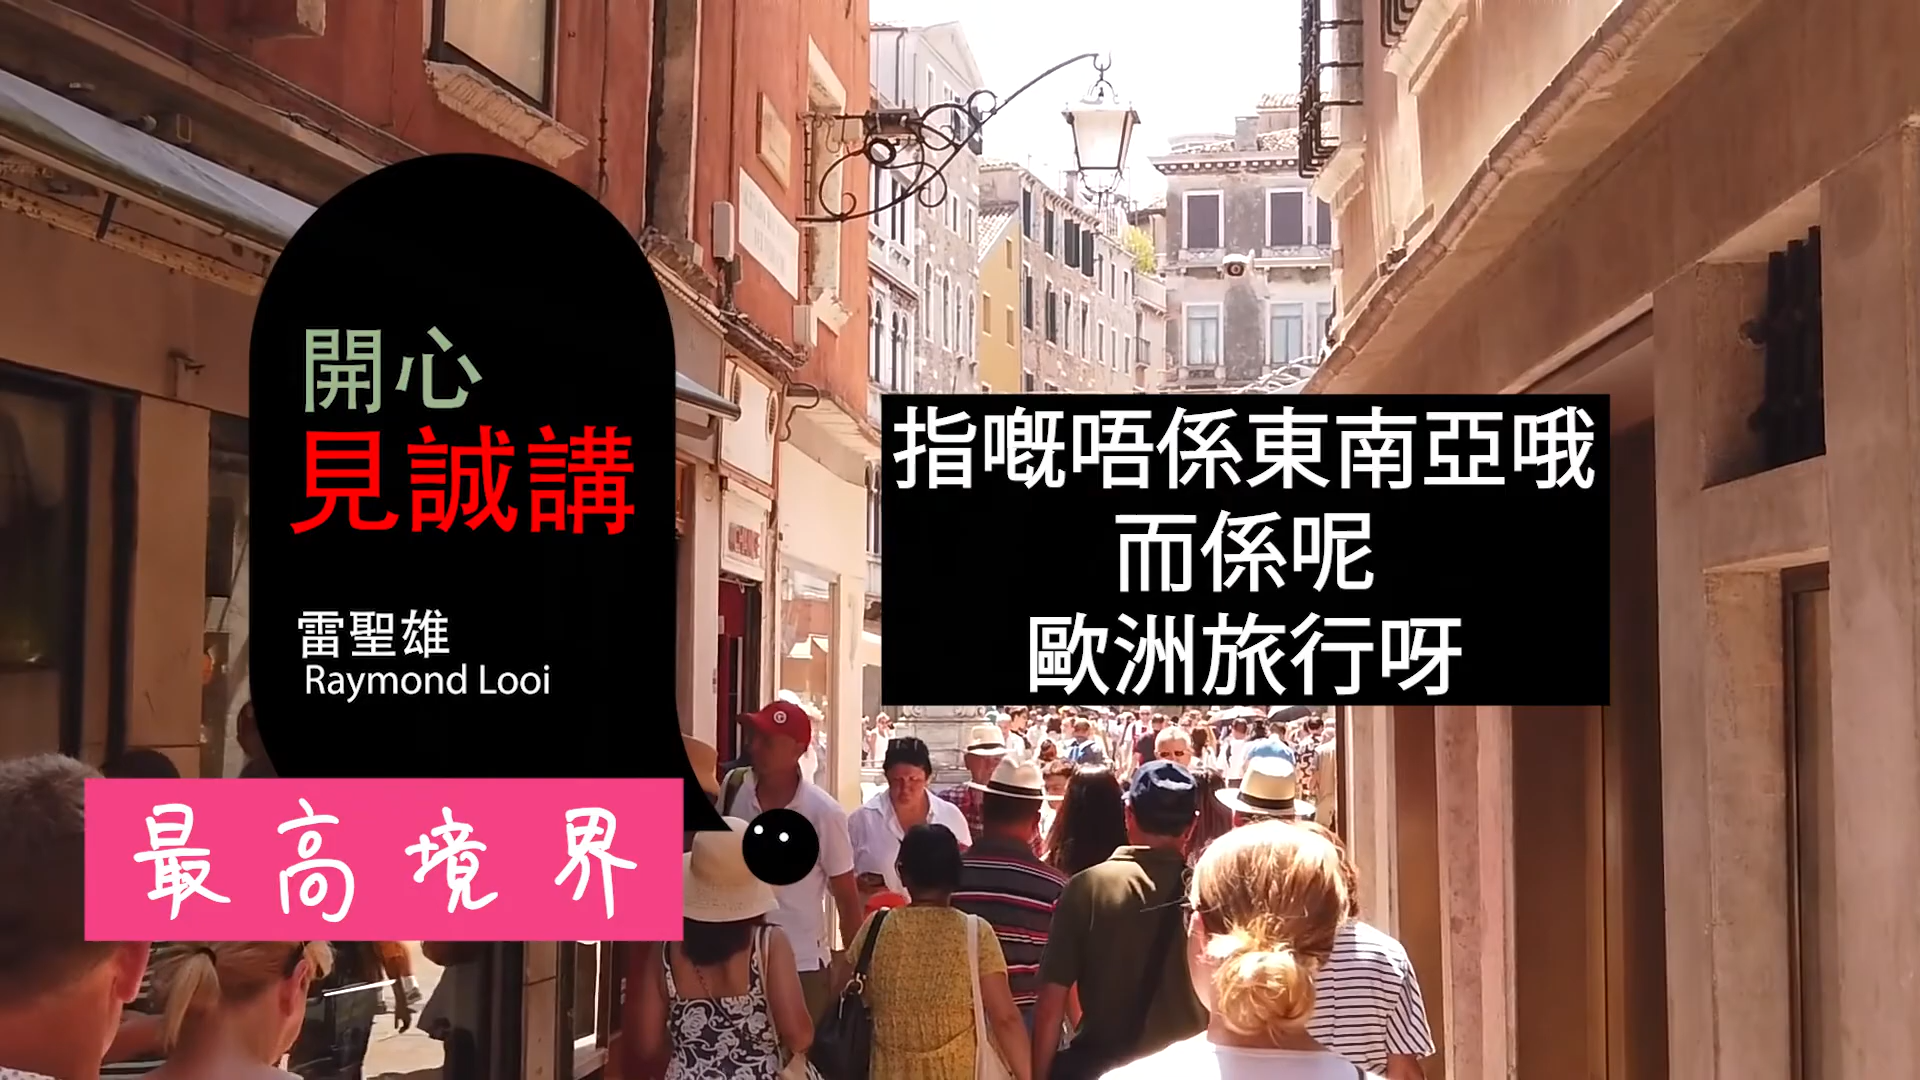 開心
見誠講
雷聖雄
Raymond Looi
最高境界
指嘅唔係東南亞哦
而係呢
歐洲旅行呀